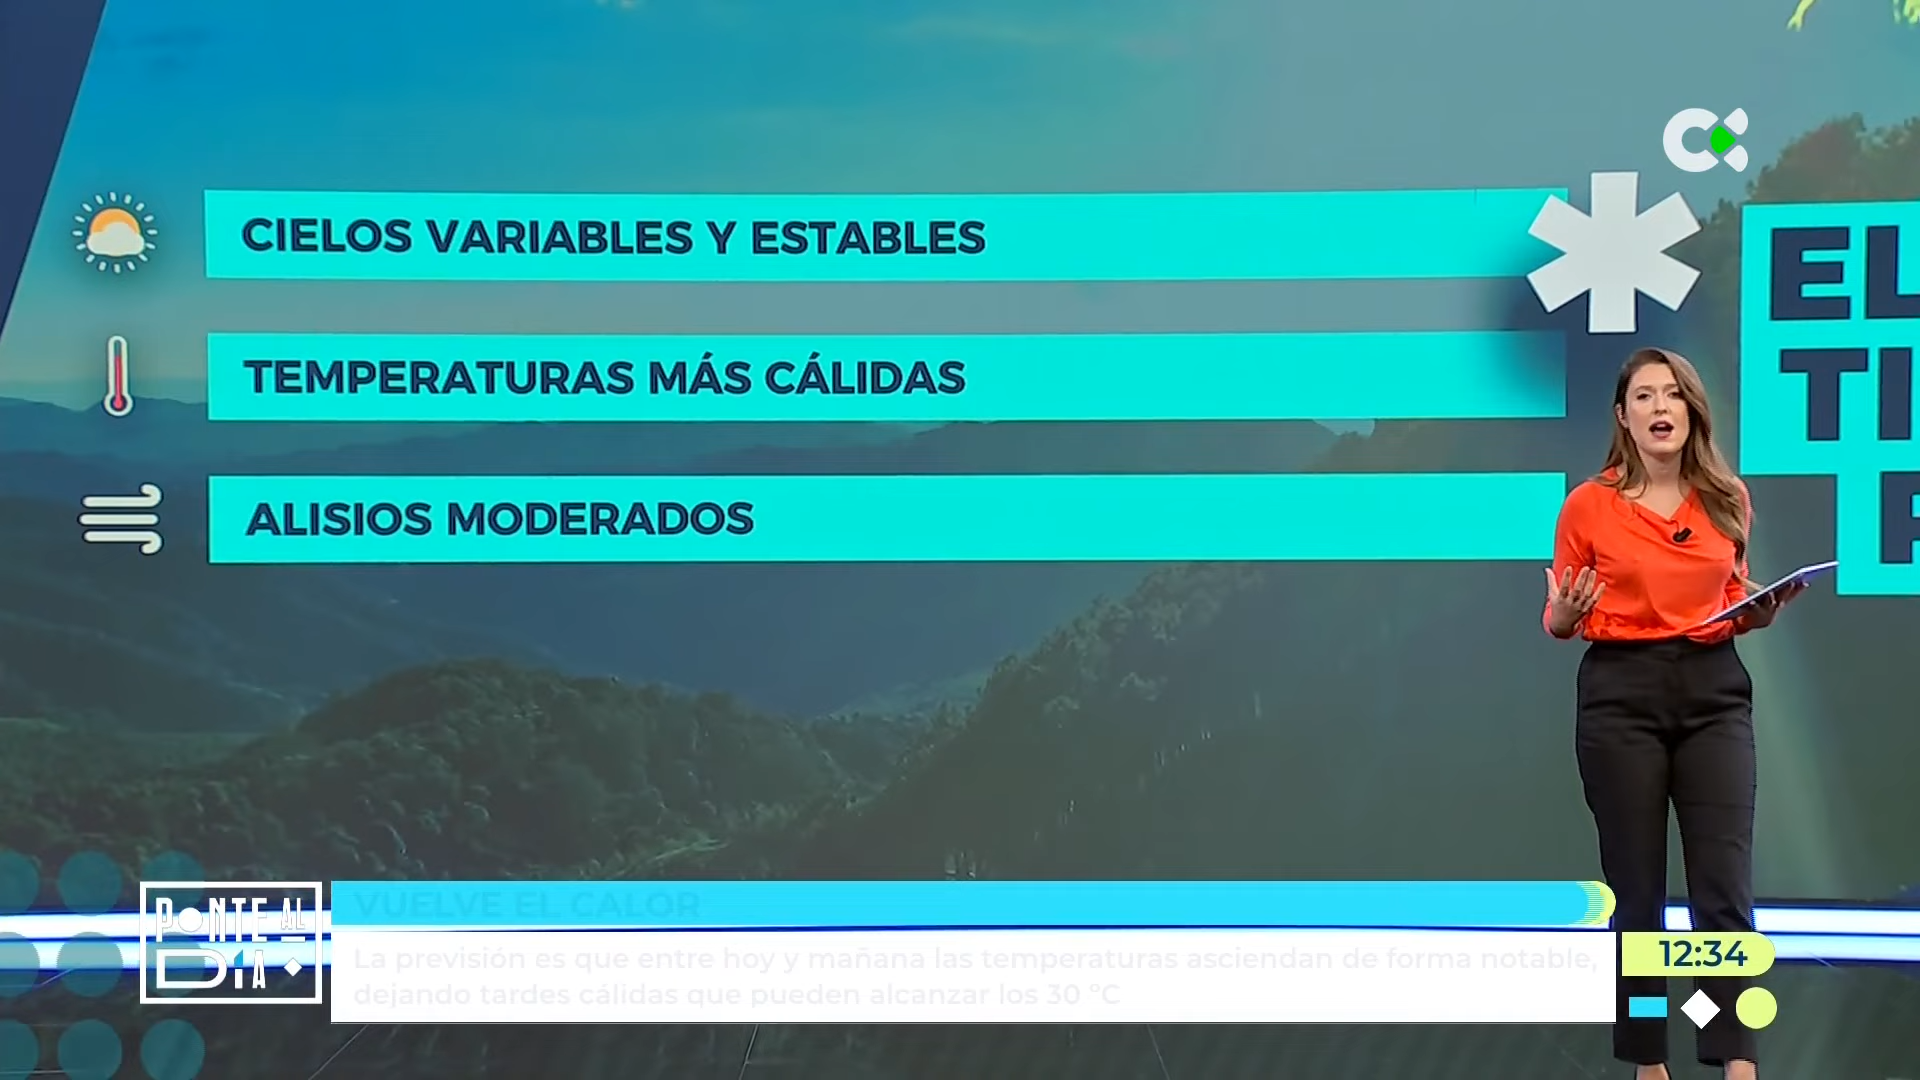 CIELOS VARIABLES Y ESTABLES
TEMPERATURAS MÁS CÁLIDAS
ALISIOS MODERADOS
EL
TI
PONTE AL
DÍA
VUELVE EL CALOR
La previsión es que entre hoy y mañana las temperaturas asciendan de forma notable,
dejando tardes cálidas que pueden alcanzar los 30 ºC
12:34